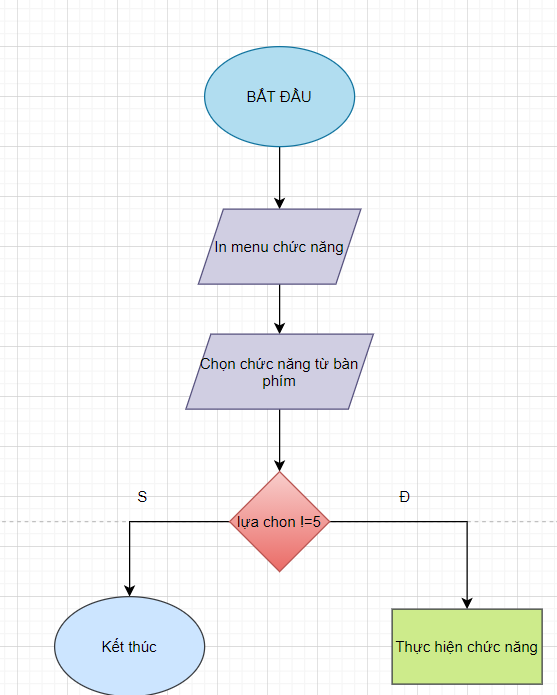 BẮT ĐẦU
In menu chức năng
Chọn chức năng từ bàn
phím
S
Đ
lựa chon !=5
Kết thúc
Thực hiện chức năng